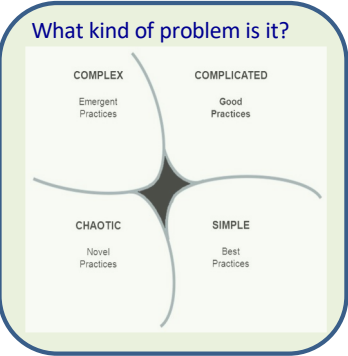 What kind of problem is it?
COMPLEX
Emergent
Practices
COMPLICATED
Good
Practices
CHAOTIC
Novel
Practices
SIMPLE
Best
Practices